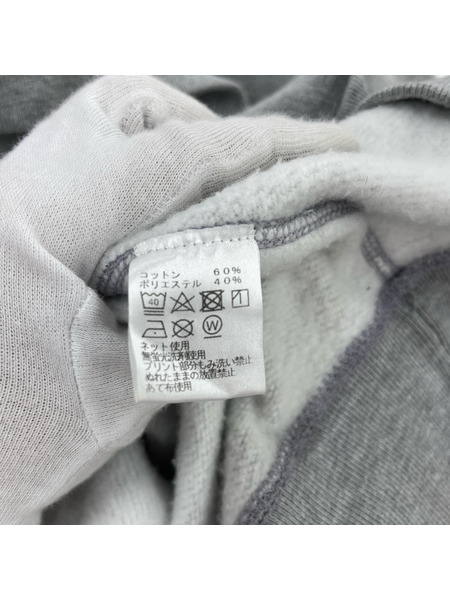 コットン 60%
ポリエステル 40%
40
W
ネット使用
無蛍光洗剤使用
プリント部分もみ洗い禁止
ぬれたままの放置禁止
あて布使用